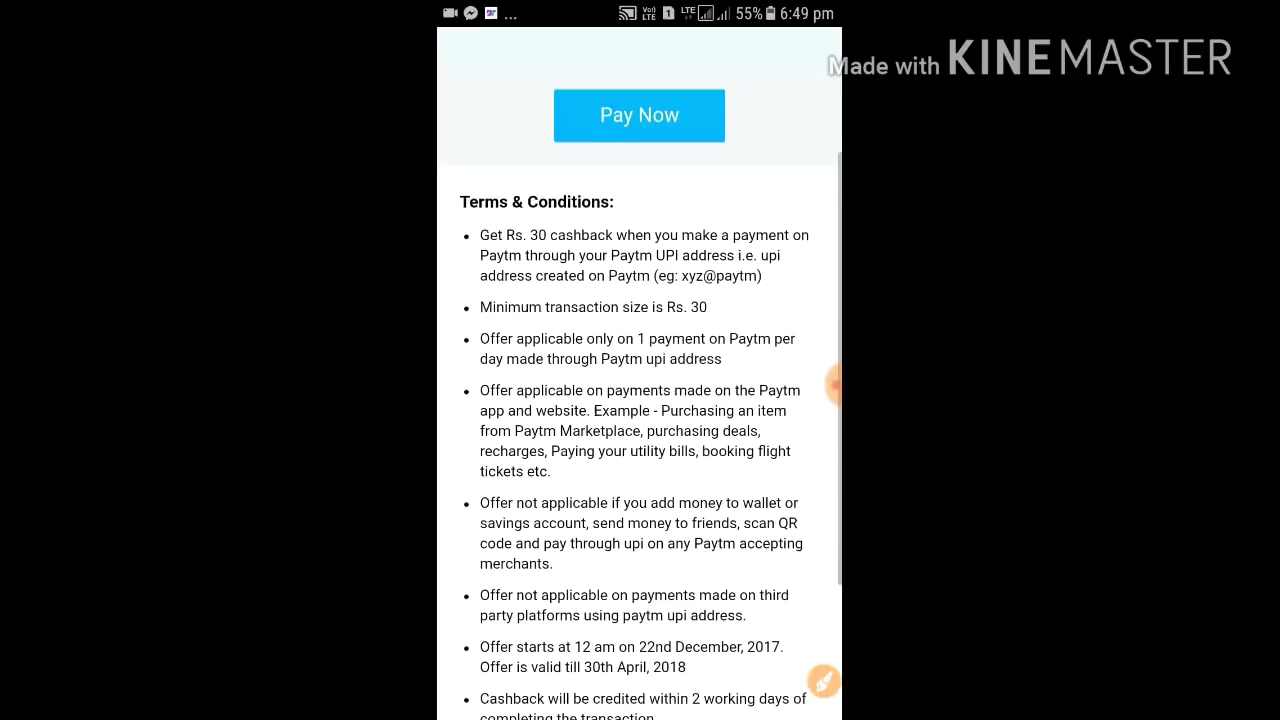 ... Vo) LTE 1 LTE 55% 6:49 pm
Made with KINEMASTER
Pay Now
Terms & Conditions:
• Get Rs. 30 cashback when you make a payment on
Paytm through your Paytm UPI address i.e. upi
address created on Paytm (eg: xyz@paytm)
• Minimum transaction size is Rs. 30
• Offer applicable only on 1 payment on Paytm per
day made through Paytm upi address
• Offer applicable on payments made on the Paytm
app and website. Example - Purchasing an item
from Paytm Marketplace, purchasing deals,
recharges, Paying your utility bills, booking flight
tickets etc.
• Offer not applicable if you add money to wallet or
savings account, send money to friends, scan QR
code and pay through upi on any Paytm accepting
merchants.
• Offer not applicable on payments made on third
party platforms using paytm upi address.
• Offer starts at 12 am on 22nd December, 2017.
Offer is valid till 30th April, 2018
• Cashback will be credited within 2 working days of
completing the transaction